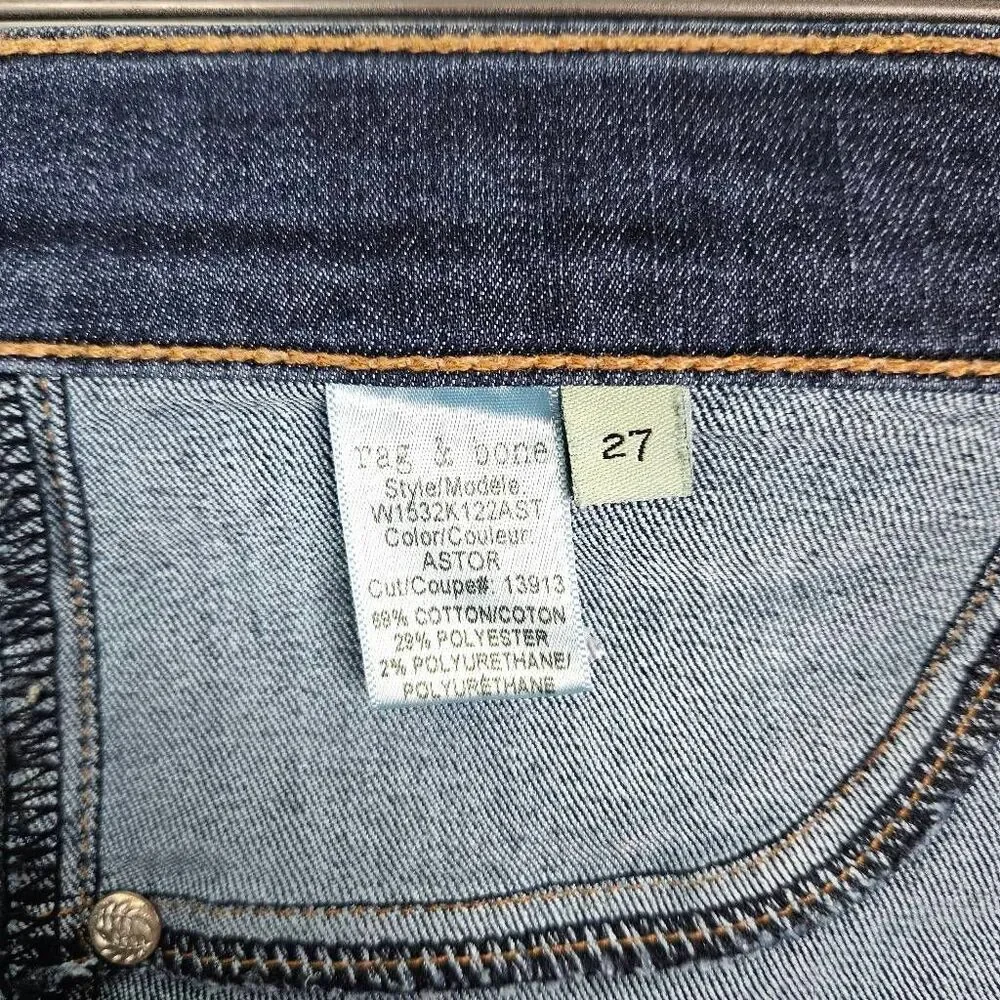 rag & bone
27
Style/Modele
W1532K122AST
Color/Couleur
ASTOR
Cut/Coupe#: 13913
69% COTTON/COTON
29% POLYESTER
2% POLYURETHANE/
POLYURETHANE